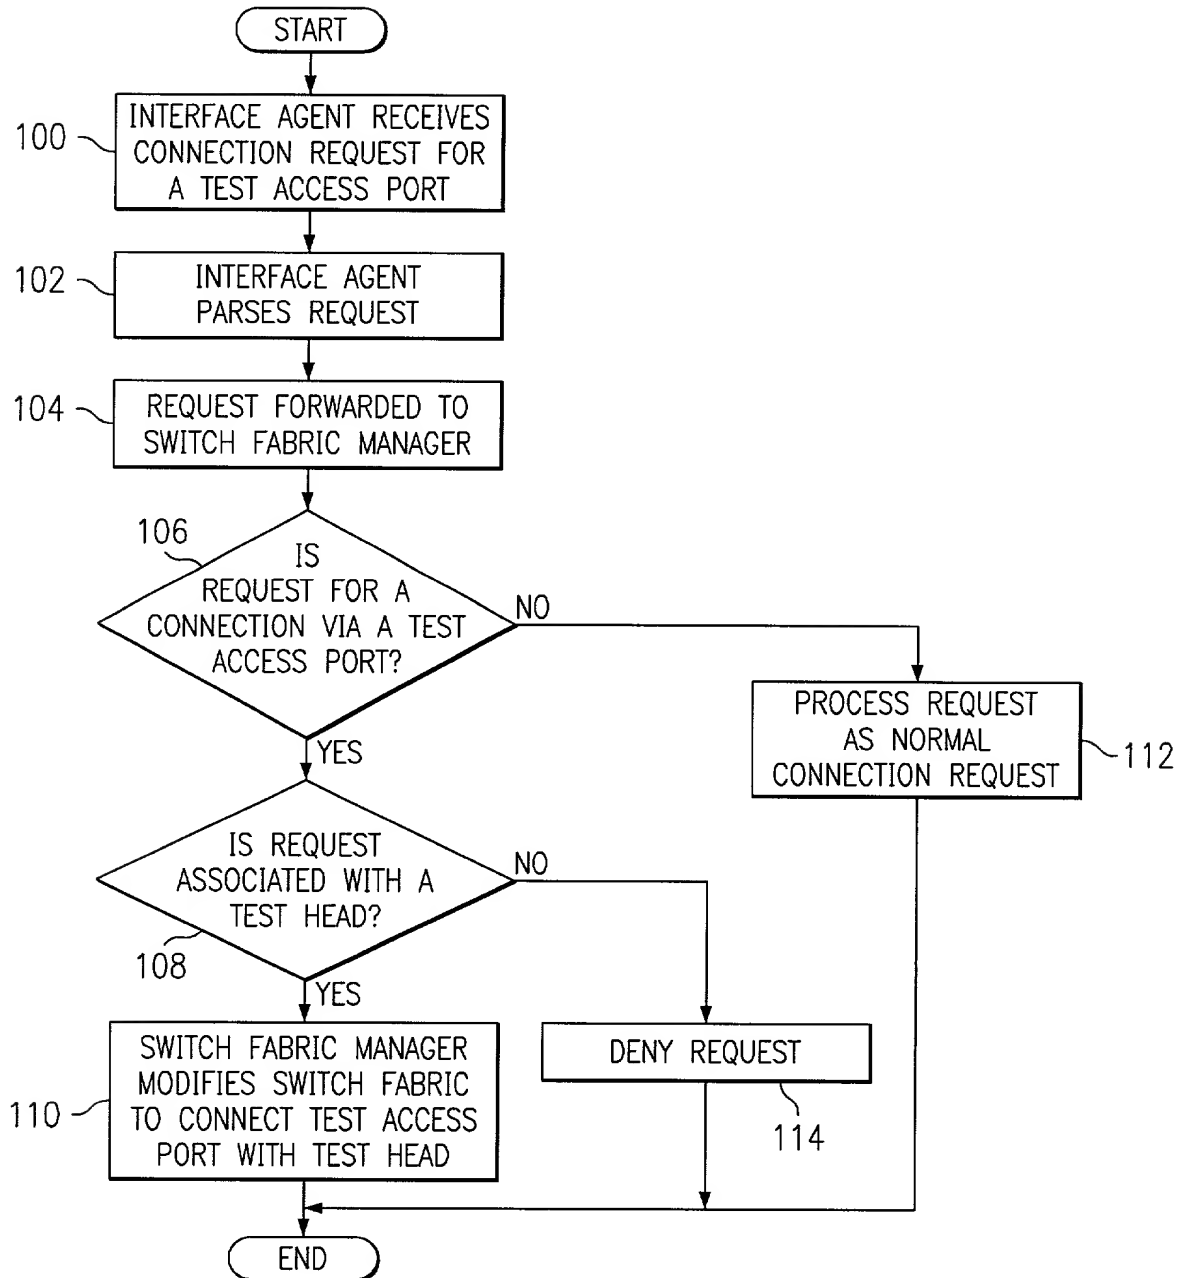 START
100
INTERFACE AGENT RECEIVES
CONNECTION REQUEST FOR
A TEST ACCESS PORT
102
INTERFACE AGENT
PARSES REQUEST
104
REQUEST FORWARDED TO
SWITCH FABRIC MANAGER
106
IS
REQUEST FOR A
CONNECTION VIA A TEST
ACCESS PORT?
NO
YES
PROCESS REQUEST
AS NORMAL
CONNECTION REQUEST
112
IS REQUEST
ASSOCIATED WITH A
TEST HEAD?
NO
108
YES
110
SWITCH FABRIC MANAGER
MODIFIES SWITCH FABRIC
TO CONNECT TEST ACCESS
PORT WITH TEST HEAD
DENY REQUEST
114
END